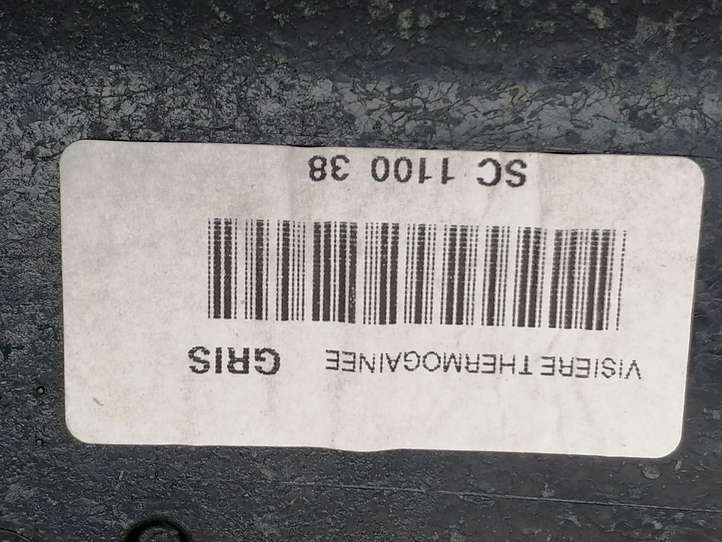 VISIERE THERMOGAINEE GRIS
SC 1100 38